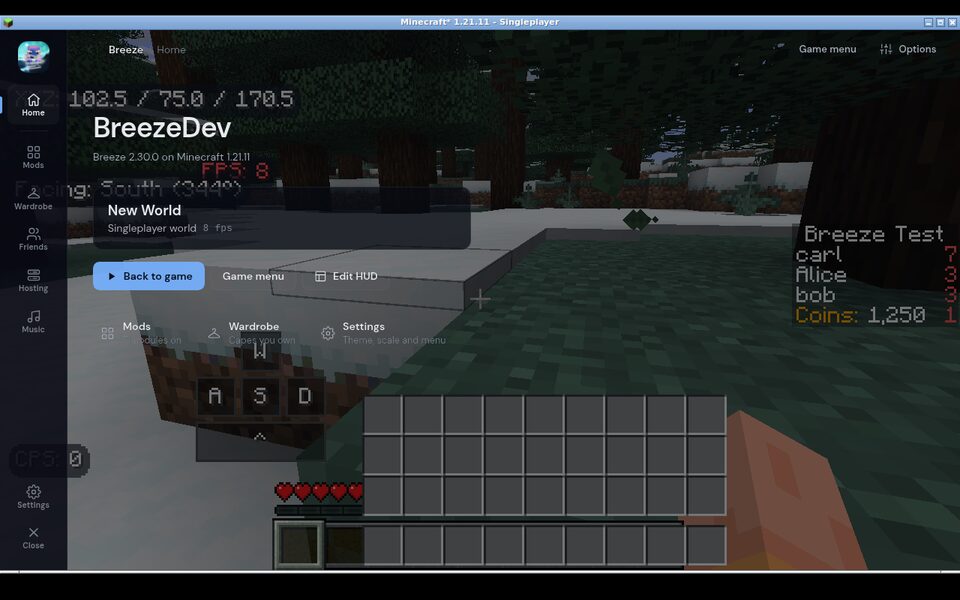 Minecraft* 1.21.11 - Singleplayer
Breeze Home
Game menu Options
102.5 / 75.0 / 170.5
Home
BreezeDev
Breeze 2.30.0 on Minecraft 1.21.11
FPS: 8
Mods
Facing: South (344°)
Wardrobe
New World
Singleplayer world 8 fps
Friends
Breeze Test
carl 7
Alice 3
bob 3
Coins: 1,250 1
Hosting
Back to game Game menu Edit HUD
Music
Mods Wardrobe Settings
modules on Capes you own Theme, scale and menu
W
A S D
^
CPS: 0
Settings
Close